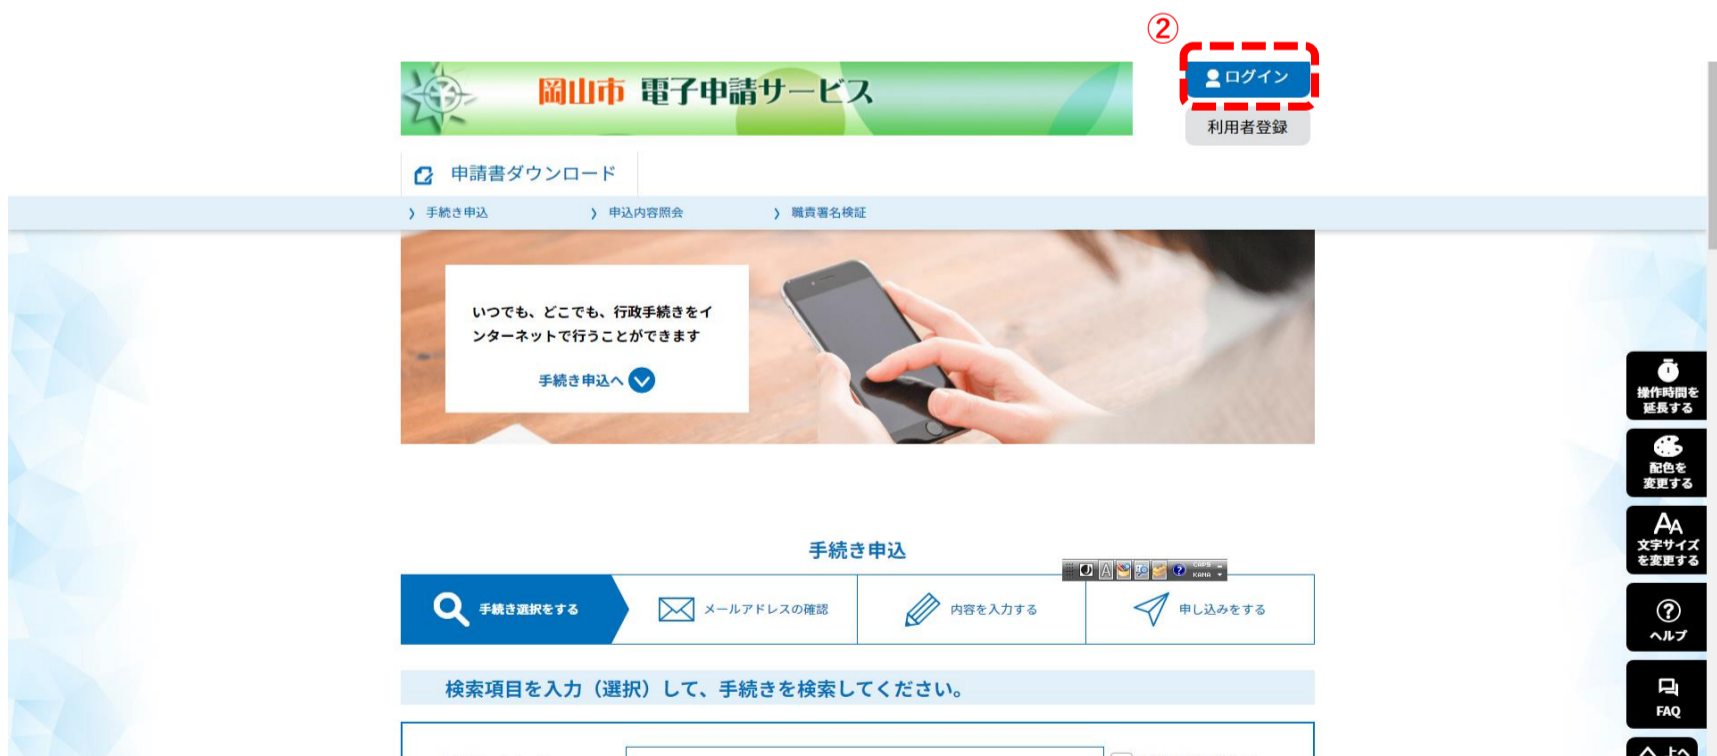 ②
岡山市 電子申請サービス
ログイン
利用者登録
申請書ダウンロード
手続き申込
申込内容照会
職責署名検証
いつでも、どこでも、行政手続きをイ
ンターネットで行うことができます
手続き申込へ
操作時間を
延長する
配色を
変更する
AA
文字サイズ
を変更する
?
ヘルプ
FAQ
上へ
手続き申込
A
?
CAPS
KANA
手続き選択をする
メールアドレスの確認
内容を入力する
申し込みをする
検索項目を入力（選択）して、手続きを検索してください。